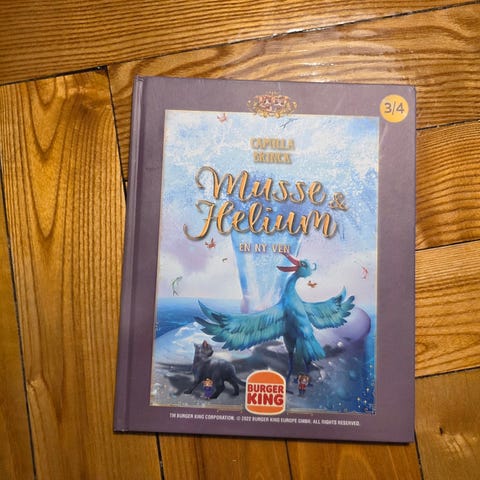 3/4
CAMILLA
BRINCK
Musse &
Helium
EN NY VEN
BURGER
KING
TM BURGER KING CORPORATION. © 2022 BURGER KING EUROPE GMBH. ALL RIGHTS RESERVED.